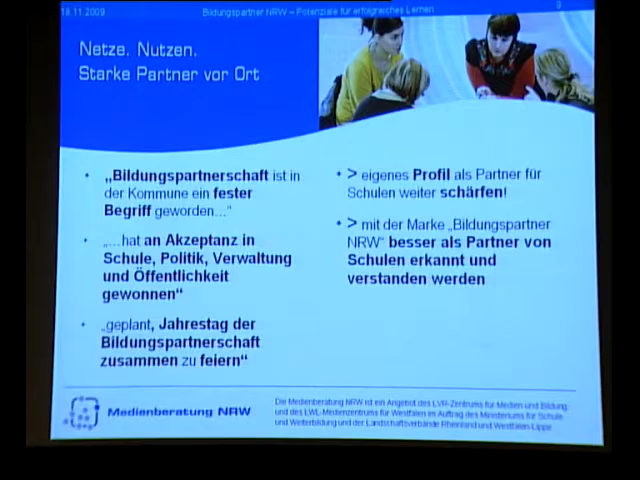 18.11.2009 Bildungspartner NRW – Potenziale für erfolgreiches Lernen 9
Netze. Nutzen.
Starke Partner vor Ort
• „Bildungspartnerschaft ist in
der Kommune ein fester
Begriff geworden...“
• „...hat an Akzeptanz in
Schule, Politik, Verwaltung
und Öffentlichkeit
gewonnen“
• „geplant, Jahrestag der
Bildungspartnerschaft
zusammen zu feiern“
• > eigenes Profil als Partner für
Schulen weiter schärfen!
• > mit der Marke „Bildungspartner
NRW“ besser als Partner von
Schulen erkannt und
verstanden werden
Medienberatung NRW
Die Medienberatung NRW ist ein Angebot des LVR-Zentrums für Medien und Bildung
und des LWL-Medienzentrums für Westfalen im Auftrag des Ministeriums für Schule
und Weiterbildung und der Landschaftsverbände Rheinland und Westfalen-Lippe